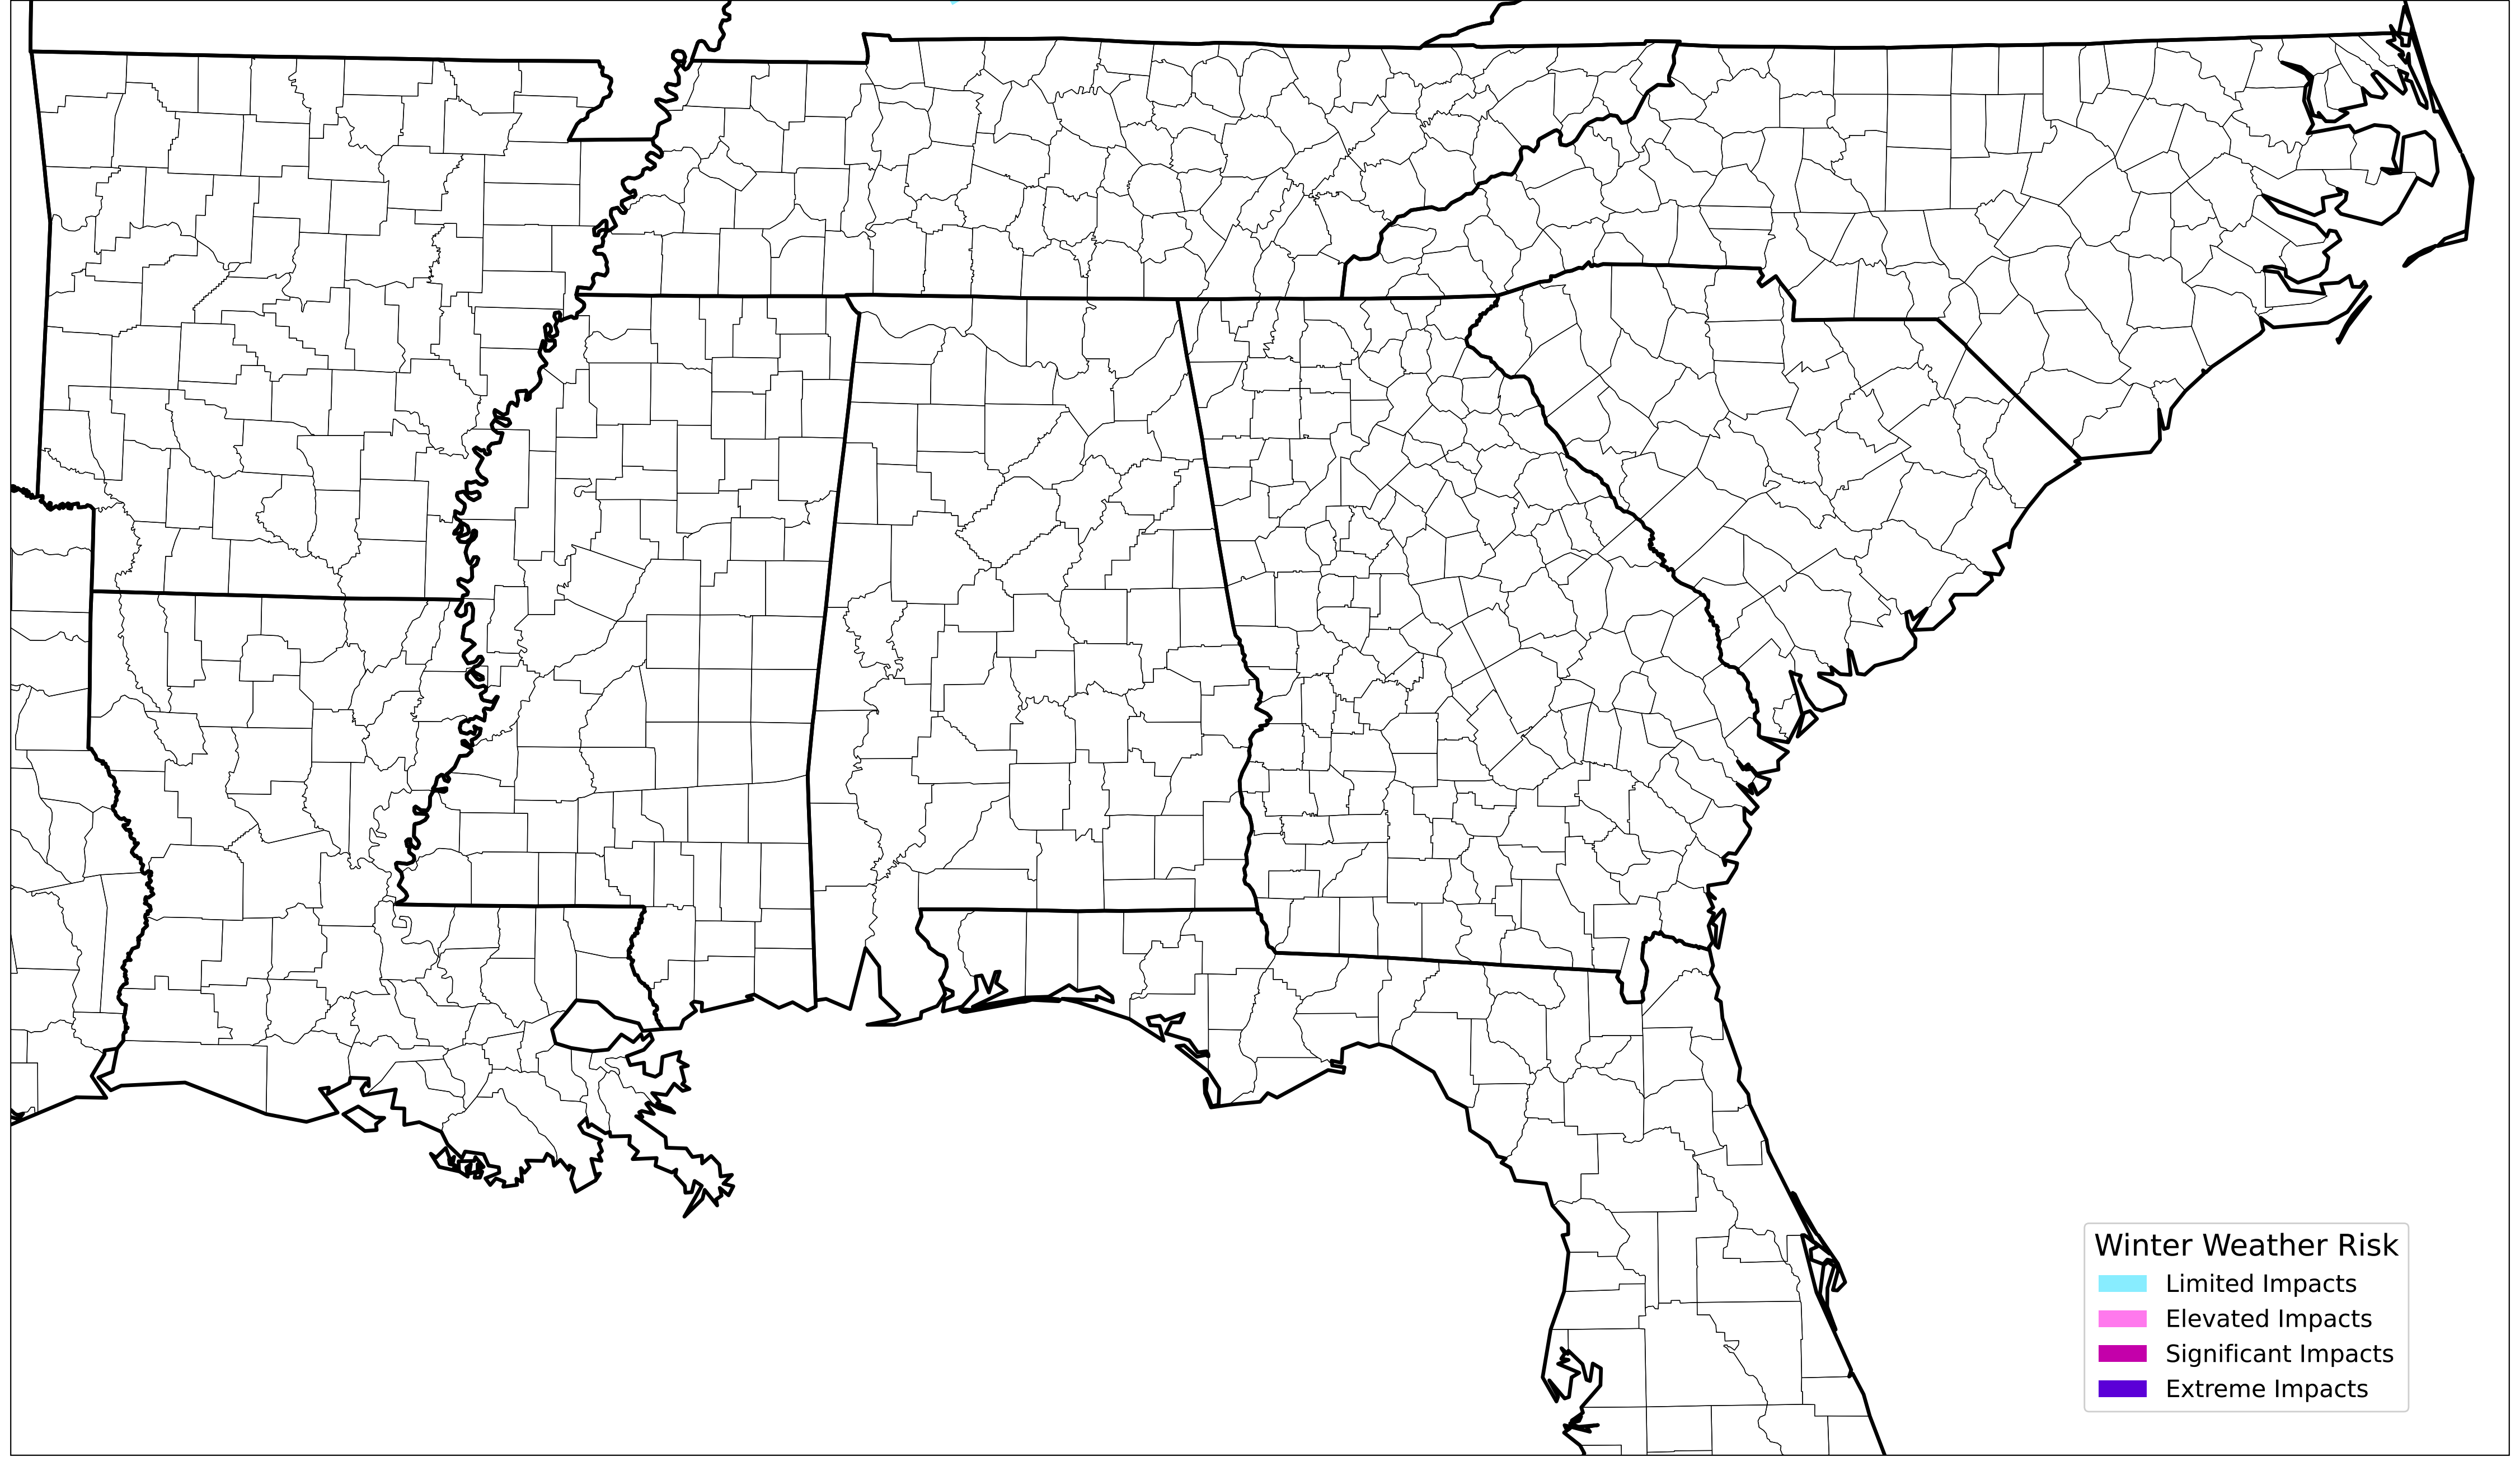 Winter Weather Risk
Limited Impacts
Elevated Impacts
Significant Impacts
Extreme Impacts